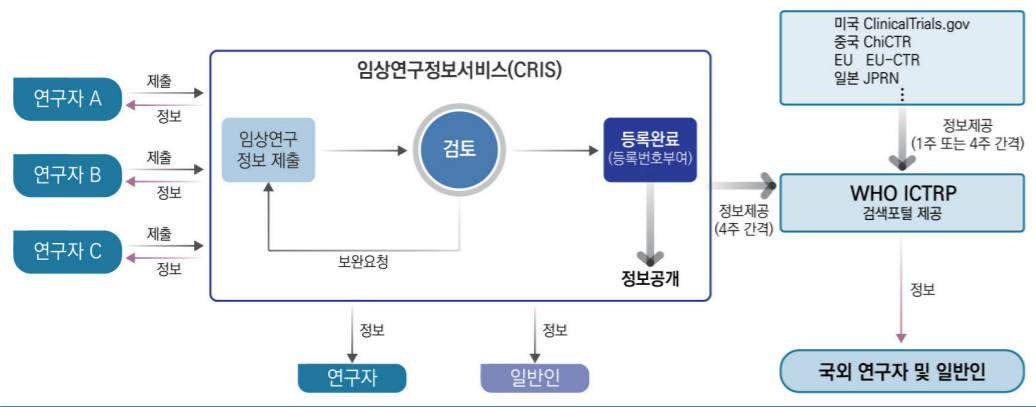 미국 ClinicalTrials.gov
중국 ChiCTR
EU EU-CTR
일본 JPRN
⋮
임상연구정보서비스(CRIS)
연구자 A
제출
정보
연구자 B
제출
정보
연구자 C
제출
정보
임상연구
정보 제출
검토
등록완료
(등록번호부여)
보완요청
정보공개
정보제공
(4주 간격)
정보제공
(1주 또는 4주 간격)
WHO ICTRP
검색포털 제공
정보
연구자
정보
일반인
정보
국외 연구자 및 일반인